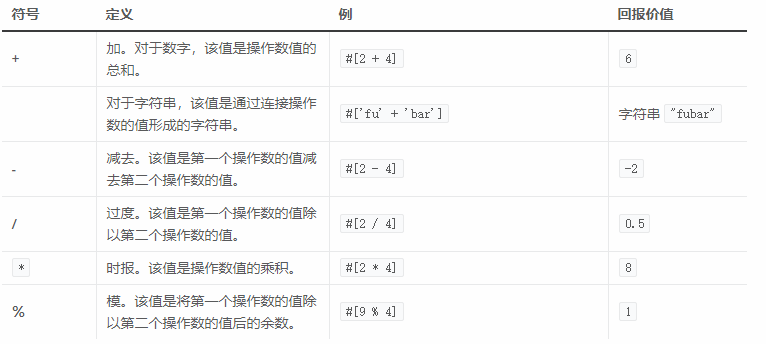 符号 定义 例 回报价值
+ 加。对于数字，该值是操作数值的 #[2 + 4] 6
总和。
对于字符串，该值是通过连接操作 #['fu' + 'bar'] 字符串 "fubar"
数的值形成的字符串。
- 减去。该值是第一个操作数的值减 #[2 - 4] -2
去第二个操作数的值。
/ 过度。该值是第一个操作数的值除 #[2 / 4] 0.5
以第二个操作数的值。
* 时报。该值是操作数值的乘积。 #[2 * 4] 8
% 模。该值是将第一个操作数的值除 #[9 % 4] 1
以第二个操作数的值后的余数。